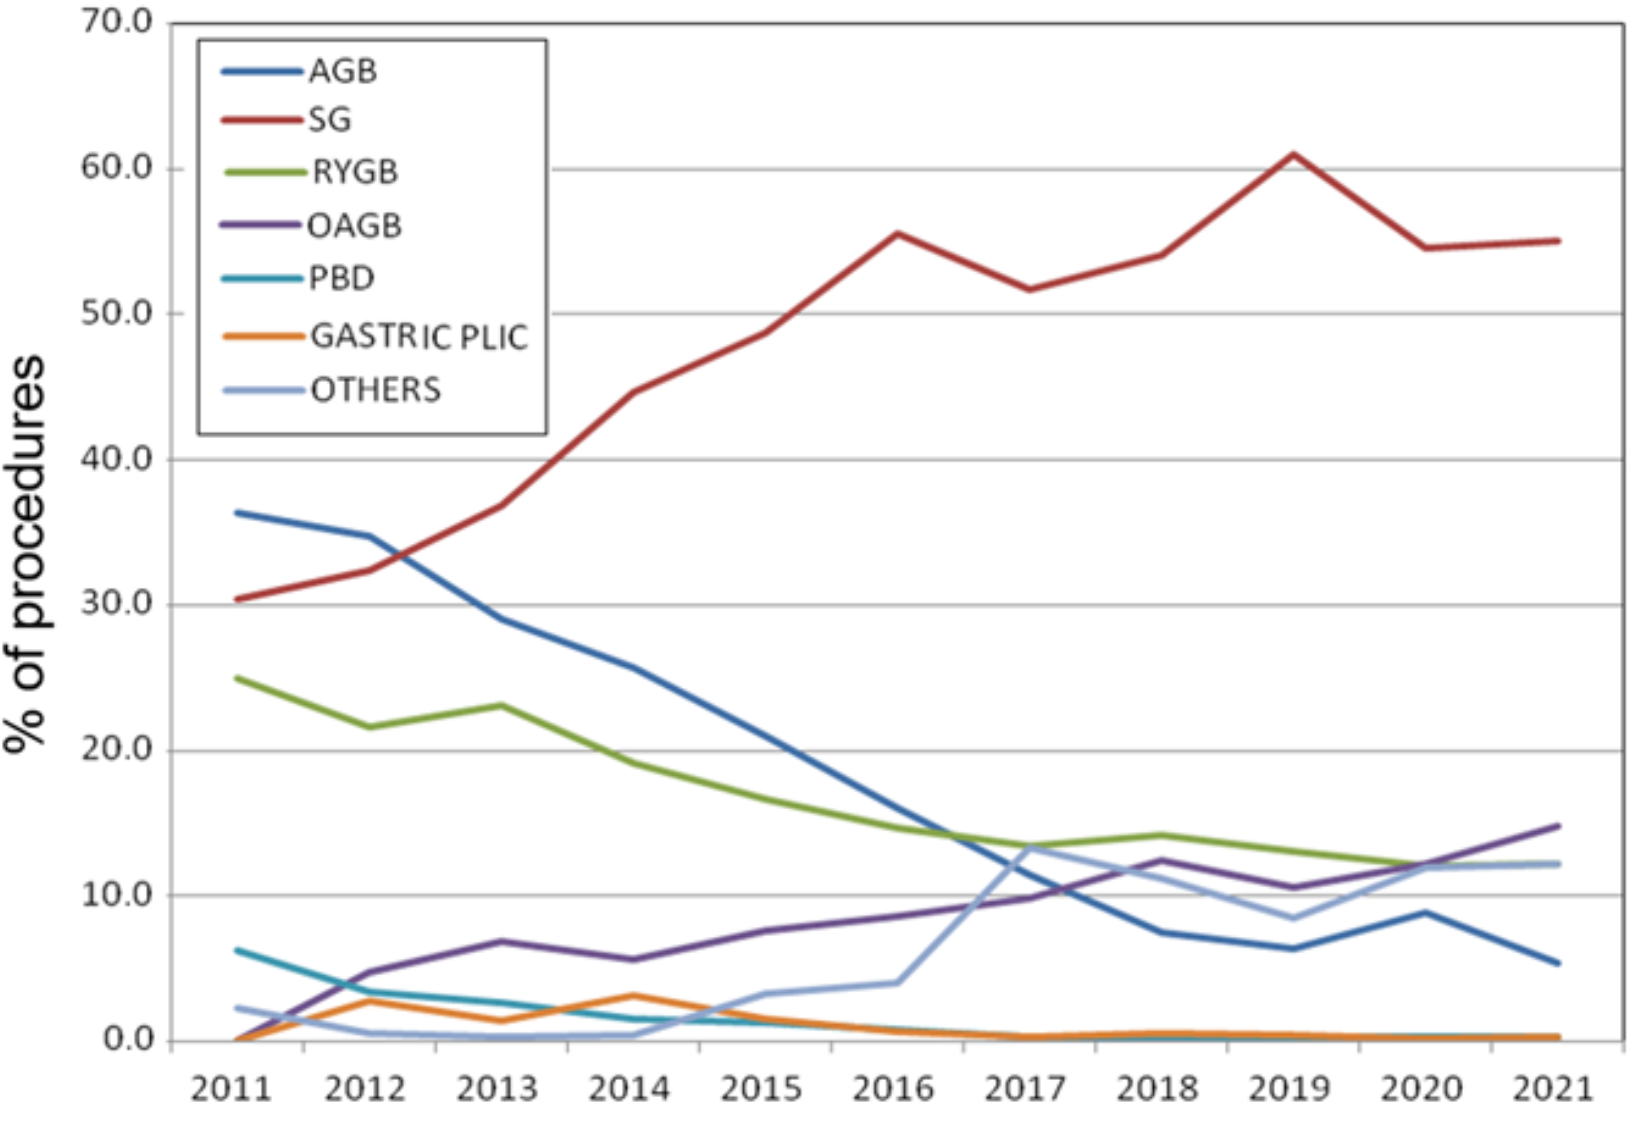 70.0
60.0
50.0
40.0
30.0
20.0
10.0
0.0
% of procedures
AGB
SG
RYGB
OAGB
PBD
GASTRIC PLIC
OTHERS
2011 2012 2013 2014 2015 2016 2017 2018 2019 2020 2021